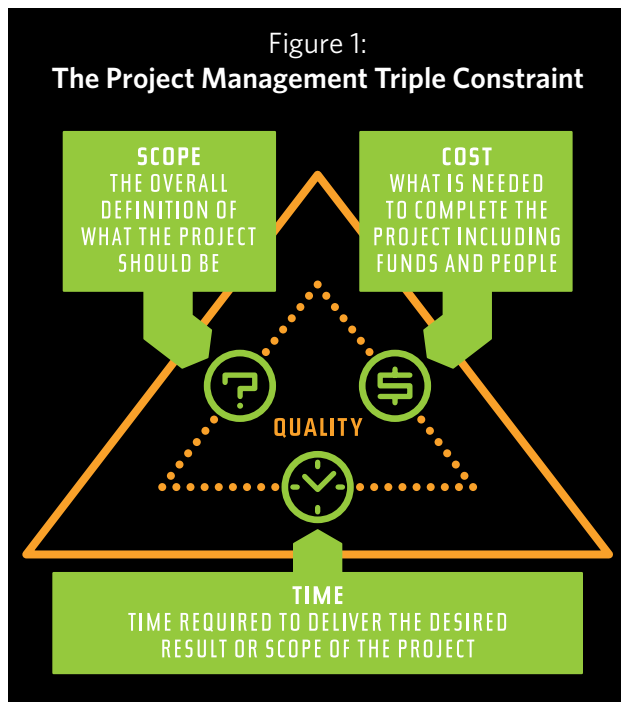 Figure 1:
The Project Management Triple Constraint
SCOPE
THE OVERALL
DEFINITION OF
WHAT THE PROJECT
SHOULD BE
COST
WHAT IS NEEDED
TO COMPLETE THE
PROJECT INCLUDING
FUNDS AND PEOPLE
?
$
QUALITY
TIME
TIME REQUIRED TO DELIVER THE DESIRED
RESULT OR SCOPE OF THE PROJECT